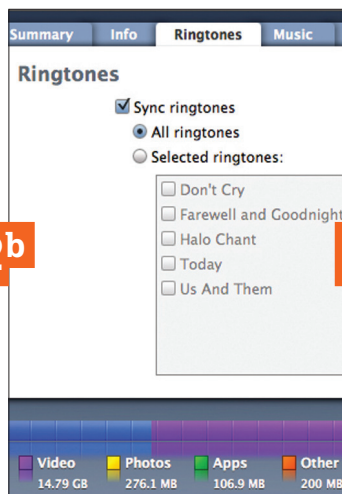 Summary Info Ringtones Music
Ringtones
Sync ringtones
All ringtones
Selected ringtones:
Don't Cry
Farewell and Goodnight
Halo Chant
Today
Us And Them
b
Video Photos Apps Other
14.79 GB 276.1 MB 106.9 MB 200 MB